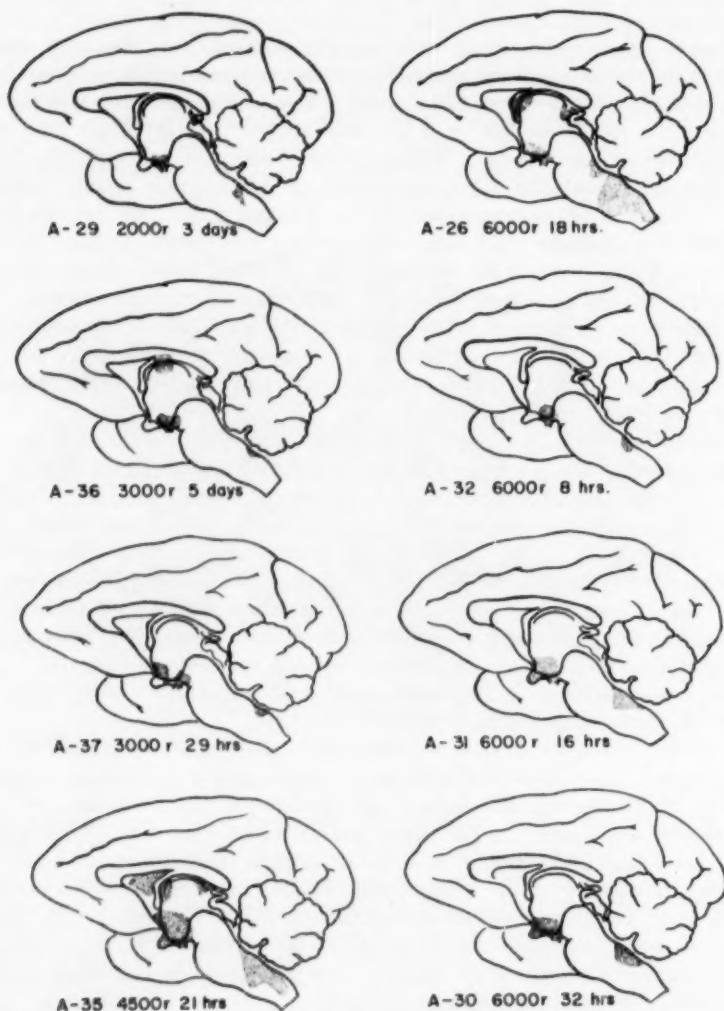 A-29 2000r 3 days
A-26 6000r 18 hrs.
A-36 3000r 5 days
A-32 6000r 8 hrs.
A-37 3000r 29 hrs
A-31 6000r 16 hrs
A-35 4500r 21 hrs
A-30 6000r 32 hrs